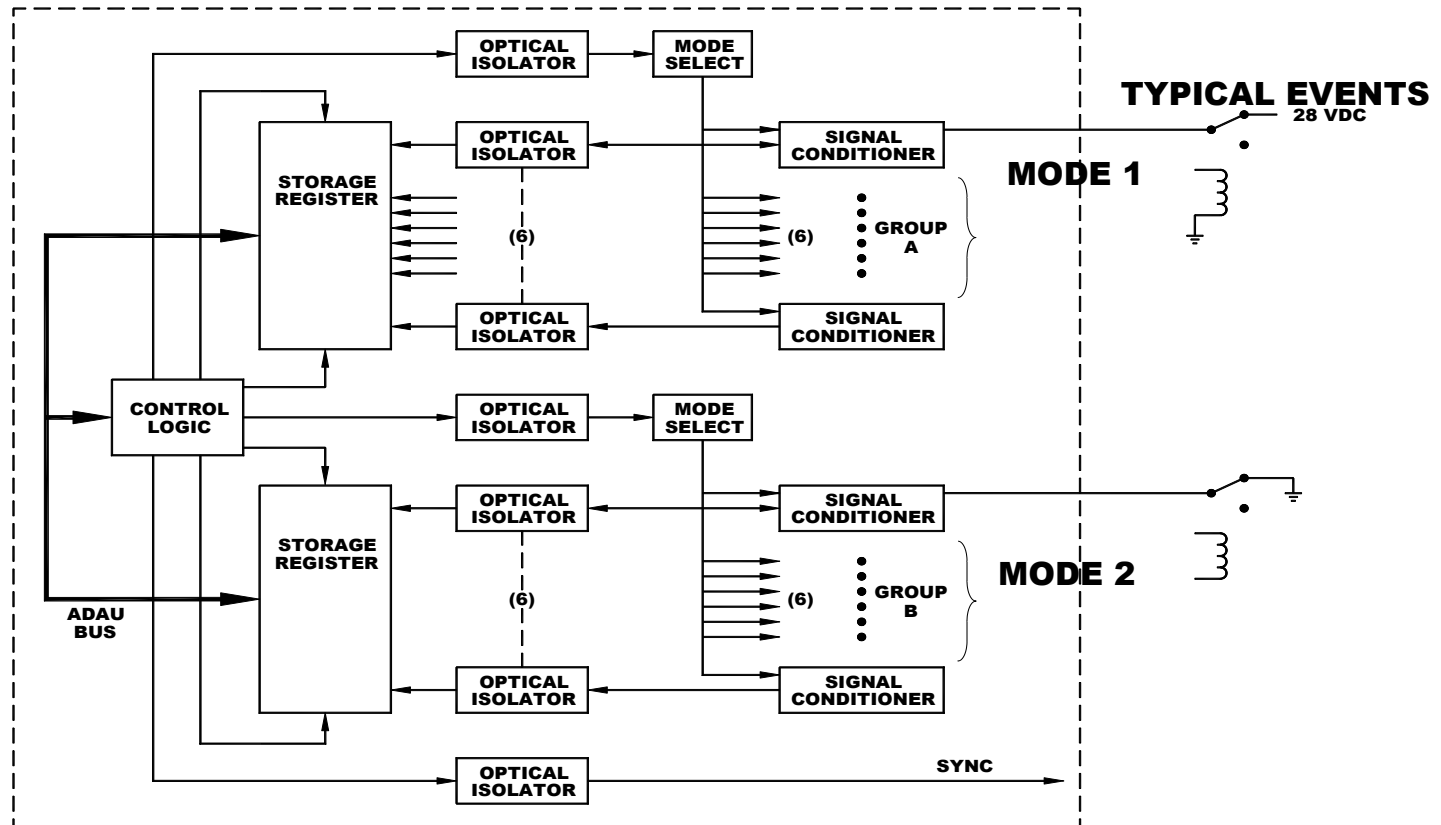 OPTICAL
ISOLATOR
MODE
SELECT
TYPICAL EVENTS
28 VDC
STORAGE
REGISTER
OPTICAL
ISOLATOR
SIGNAL
CONDITIONER
MODE 1
(6)
(6)
GROUP
A
OPTICAL
ISOLATOR
SIGNAL
CONDITIONER
CONTROL
LOGIC
OPTICAL
ISOLATOR
MODE
SELECT
STORAGE
REGISTER
OPTICAL
ISOLATOR
SIGNAL
CONDITIONER
MODE 2
(6)
(6)
GROUP
B
ADAU
BUS
OPTICAL
ISOLATOR
SIGNAL
CONDITIONER
OPTICAL
ISOLATOR
SYNC